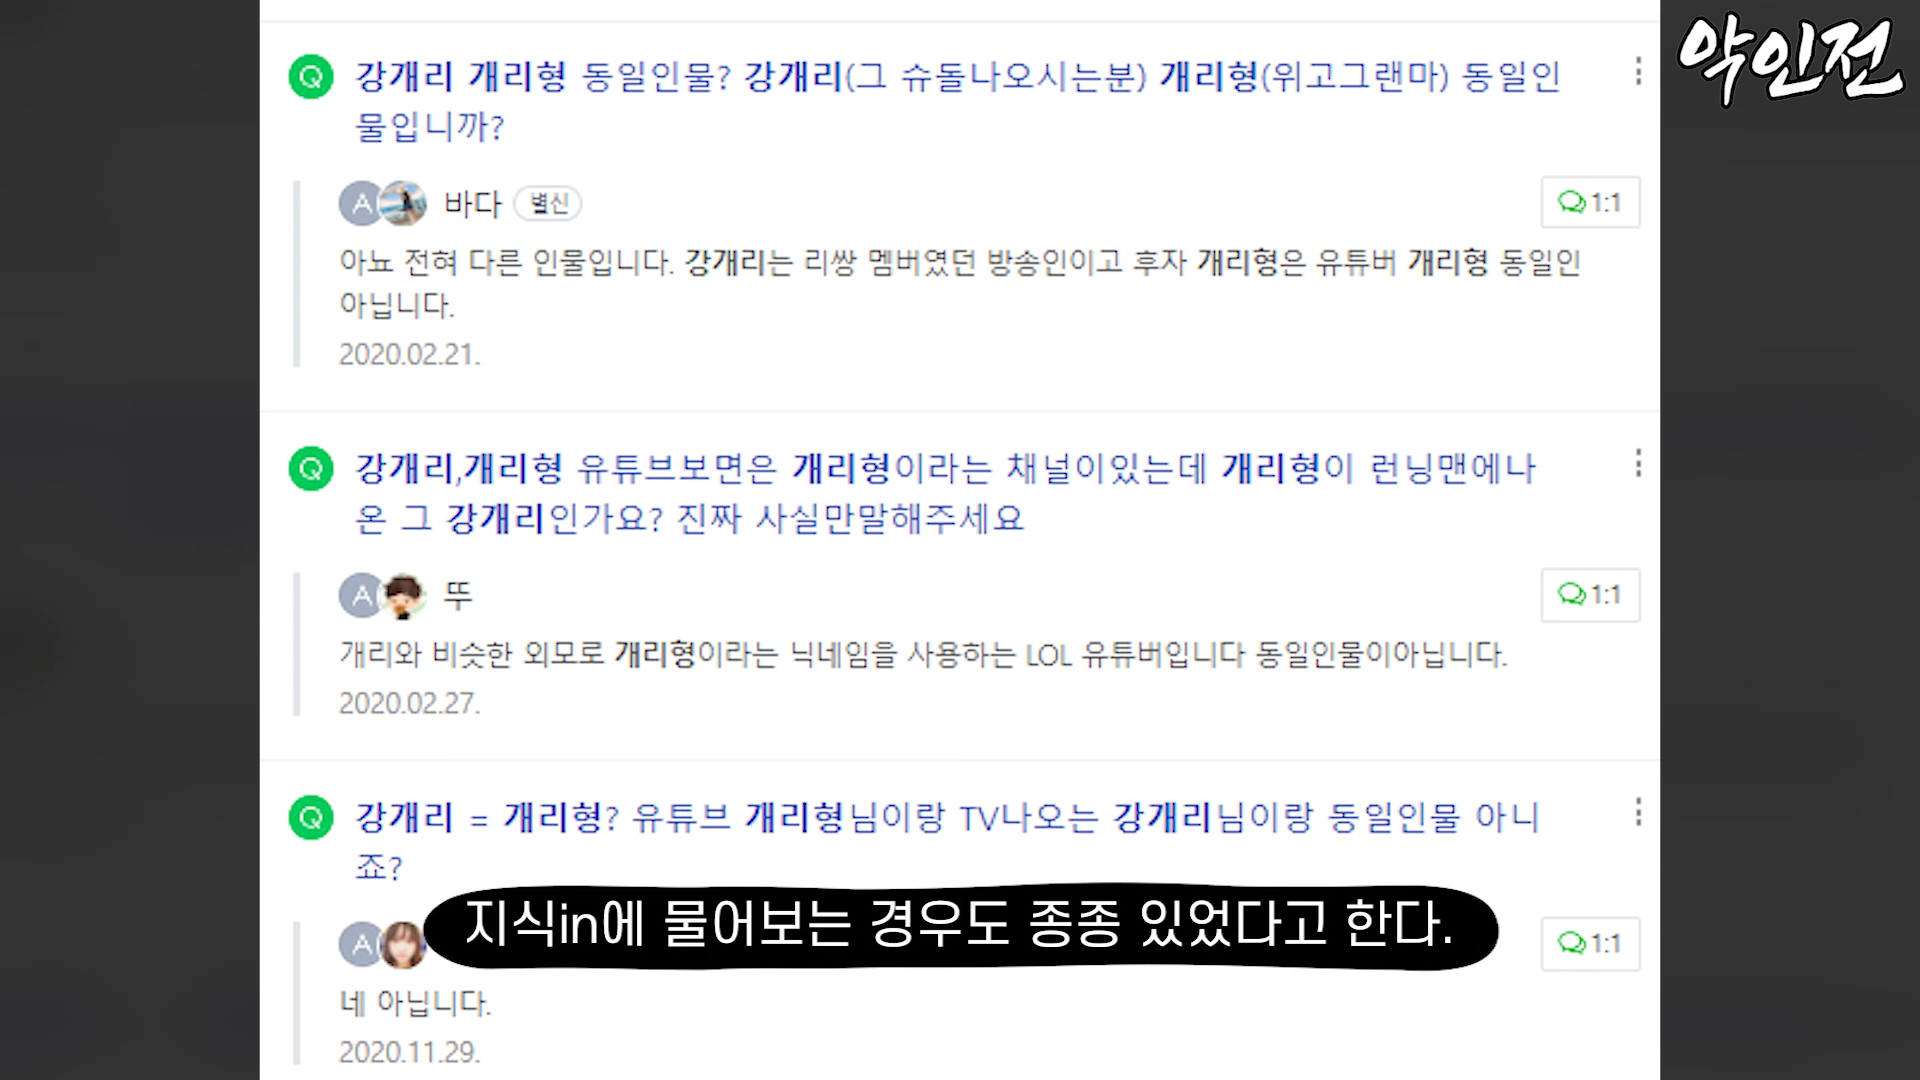 악인전
강개리 개리형 동일인물? 강개리(그 슈돌나오시는분) 개리형(위고그랜마) 동일인
물입니까?
A 바다 별신 1:1
아뇨 전혀 다른 인물입니다. 강개리는 리쌍 멤버였던 방송인이고 후자 개리형은 유튜버 개리형 동일인
아닙니다.
2020.02.21.
강개리,개리형 유튜브보면은 개리형이라는 채널이있는데 개리형이 런닝맨에나
온 그 강개리인가요? 진짜 사실만말해주세요
A 뚜 1:1
개리와 비슷한 외모로 개리형이라는 닉네임을 사용하는 LOL 유튜버입니다 동일인물이아닙니다.
2020.02.27.
강개리 = 개리형? 유튜브 개리형님이랑 TV나오는 강개리님이랑 동일인물 아니
죠?
지식in에 물어보는 경우도 종종 있었다고 한다.
A 1:1
네 아닙니다.
2020.11.29.